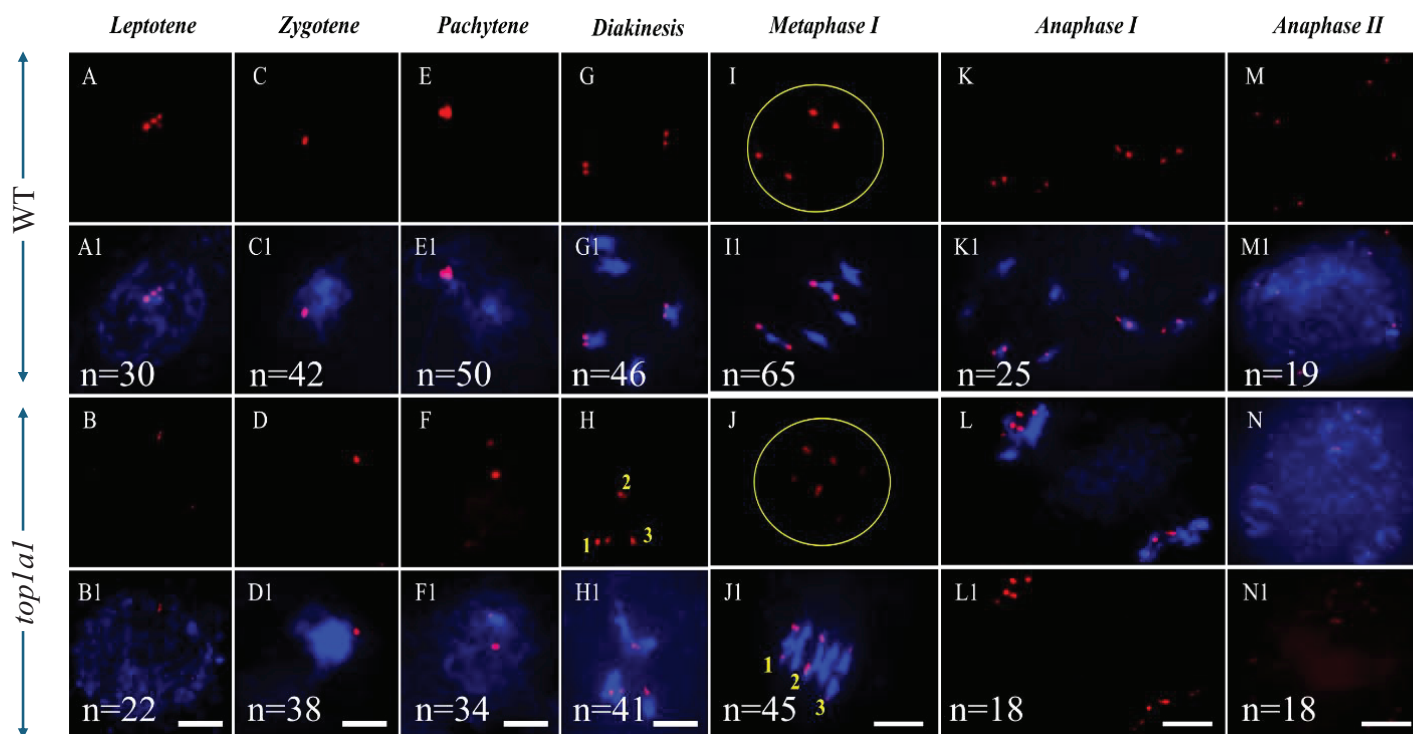 Leptotene Zygotene Pachytene Diakinesis Metaphase I Anaphase I Anaphase II
WT
A C E G I K M
A1 C1 E1 G1 I1 K1 M1
n=30 n=42 n=50 n=46 n=65 n=25 n=19
top1α1
B D F H J L N
2
1 3
B1 D1 F1 H1 J1 L1 N1
1
2
3
n=22 n=38 n=34 n=41 n=45 n=18 n=18